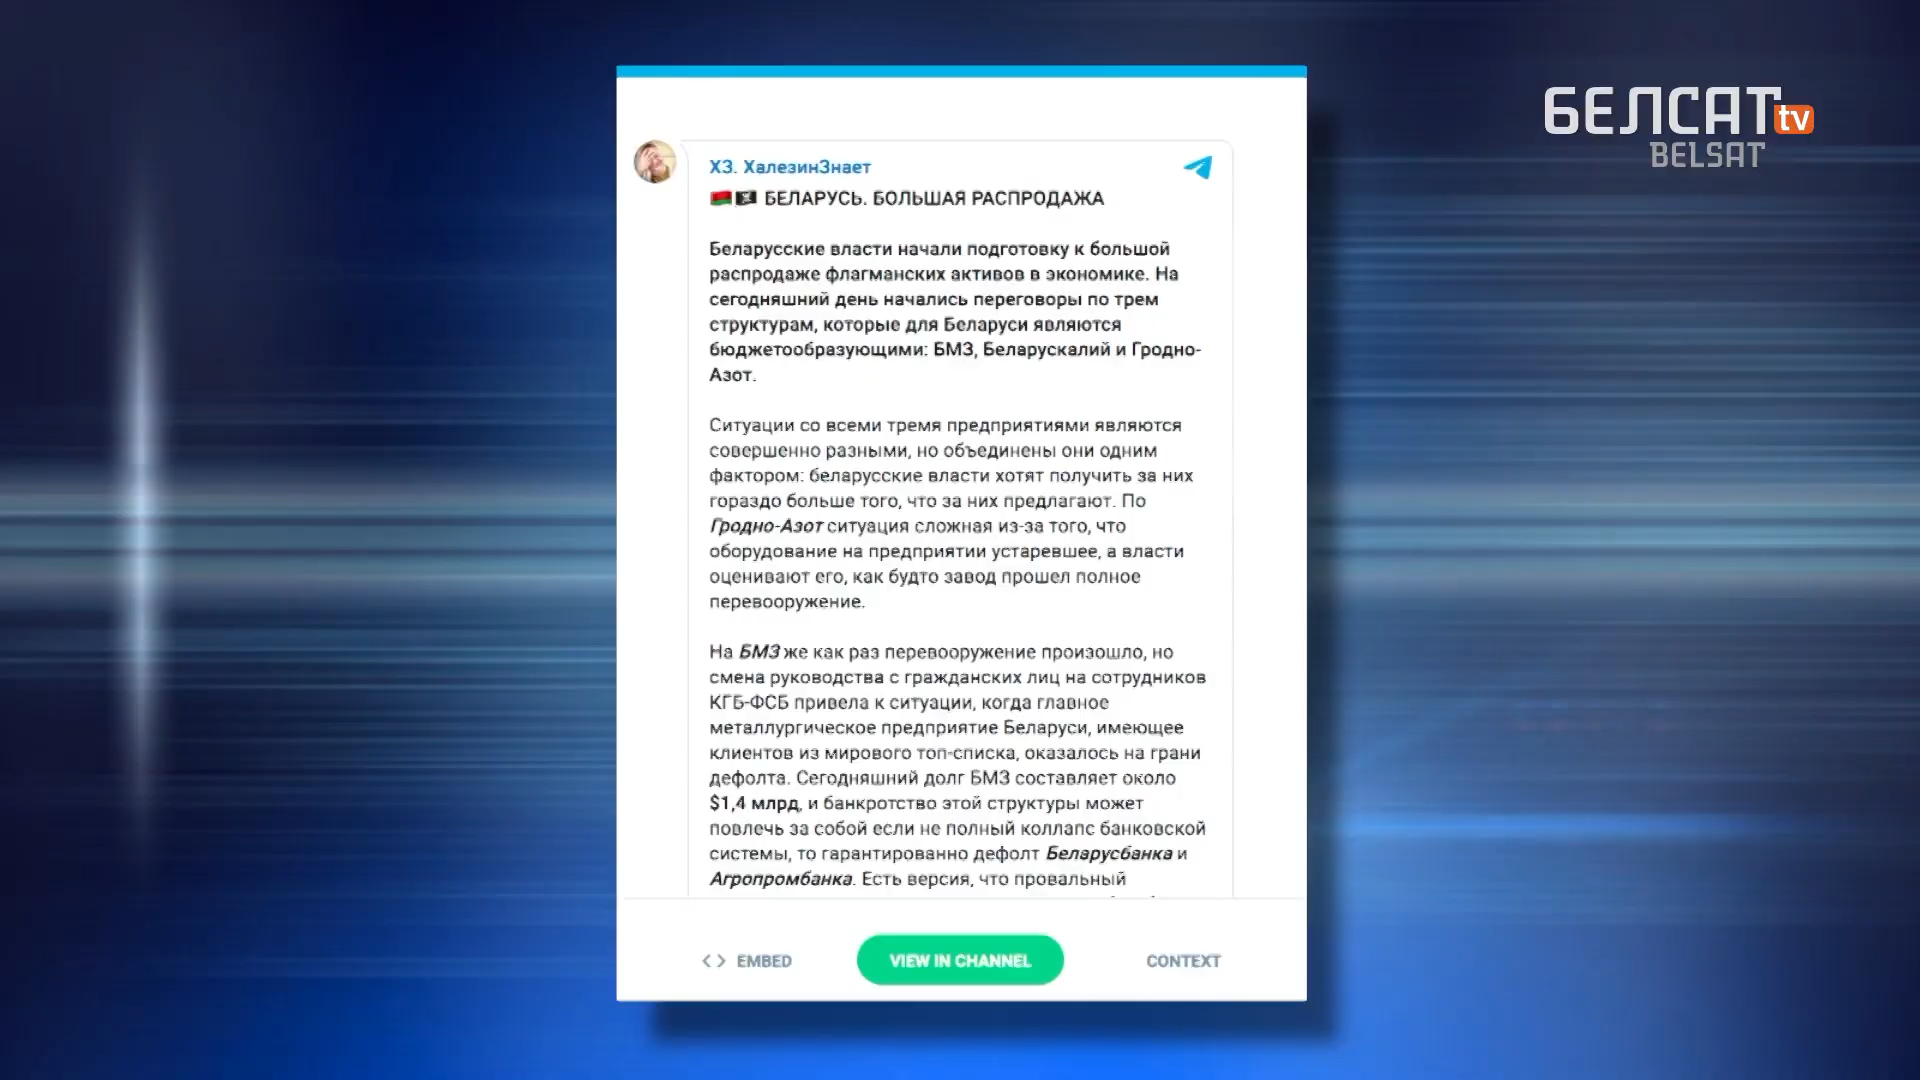 БЕЛСАТ tv
BELSAT
ХЗ. ХалезинЗнает
БЕЛАРУСЬ. БОЛЬШАЯ РАСПРОДАЖА
Беларусские власти начали подготовку к большой
распродаже флагманских активов в экономике. На
сегодняшний день начались переговоры по трем
структурам, которые для Беларуси являются
бюджетообразующими: БМЗ, Беларускалий и Гродно-
Азот.
Ситуации со всеми тремя предприятиями являются
совершенно разными, но объединены они одним
фактором: беларусские власти хотят получить за них
гораздо больше того, что за них предлагают. По
Гродно-Азот ситуация сложная из-за того, что
оборудование на предприятии устаревшее, а власти
оценивают его, как будто завод прошел полное
перевооружение.
На БМЗ же как раз перевооружение произошло, но
смена руководства с гражданских лиц на сотрудников
КГБ-ФСБ привела к ситуации, когда главное
металлургическое предприятие Беларуси, имеющее
клиентов из мирового топ-списка, оказалось на грани
дефолта. Сегодняшний долг БМЗ составляет около
$1,4 млрд, и банкротство этой структуры может
повлечь за собой если не полный коллапс банковской
системы, то гарантированно дефолт Беларусбанка и
Агропромбанка. Есть версия, что провальный
EMBED
VIEW IN CHANNEL
CONTEXT